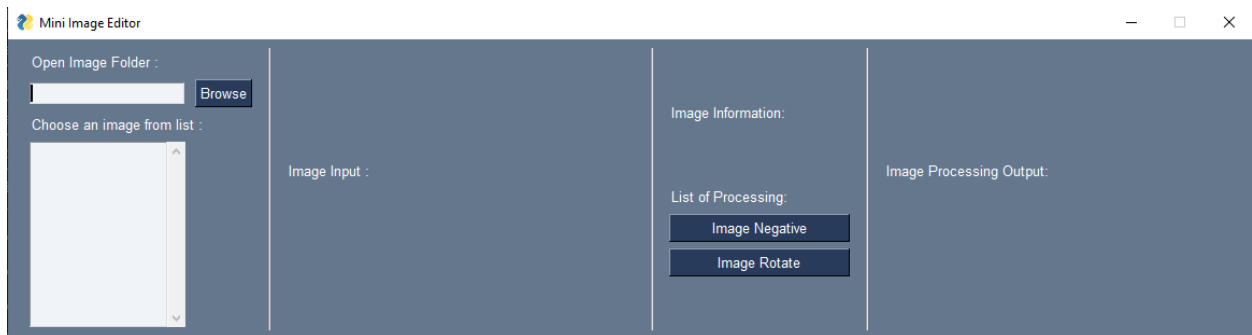 Mini Image Editor
Open Image Folder :
Browse
Choose an image from list :
Image Input :
Image Information:
List of Processing:
Image Negative
Image Rotate
Image Processing Output: